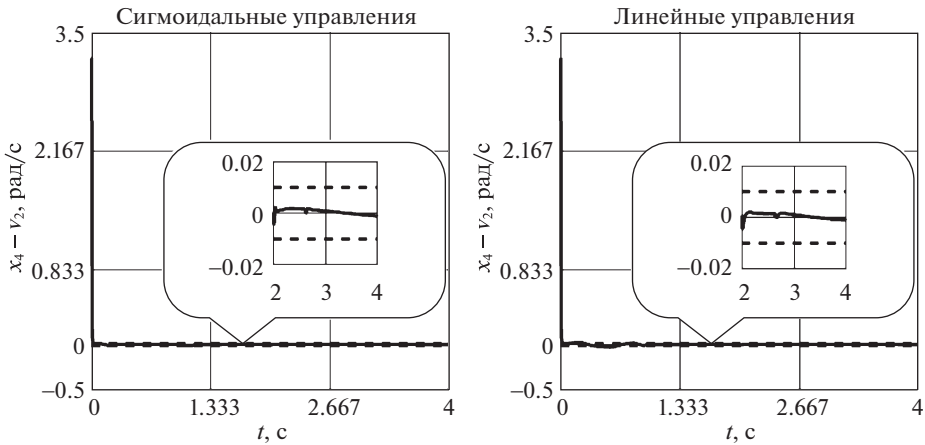 Сигмоидальные управления
3.5
2.167
0.833
0
–0.5
x₄ – v₂, рад/с
0.02
0
–0.02
2 3 4
0 1.333 2.667 4
t, с
Линейные управления
3.5
2.167
0.833
0
–0.5
x₄ – v₂, рад/с
0.02
0
–0.02
2 3 4
0 1.333 2.667 4
t, с